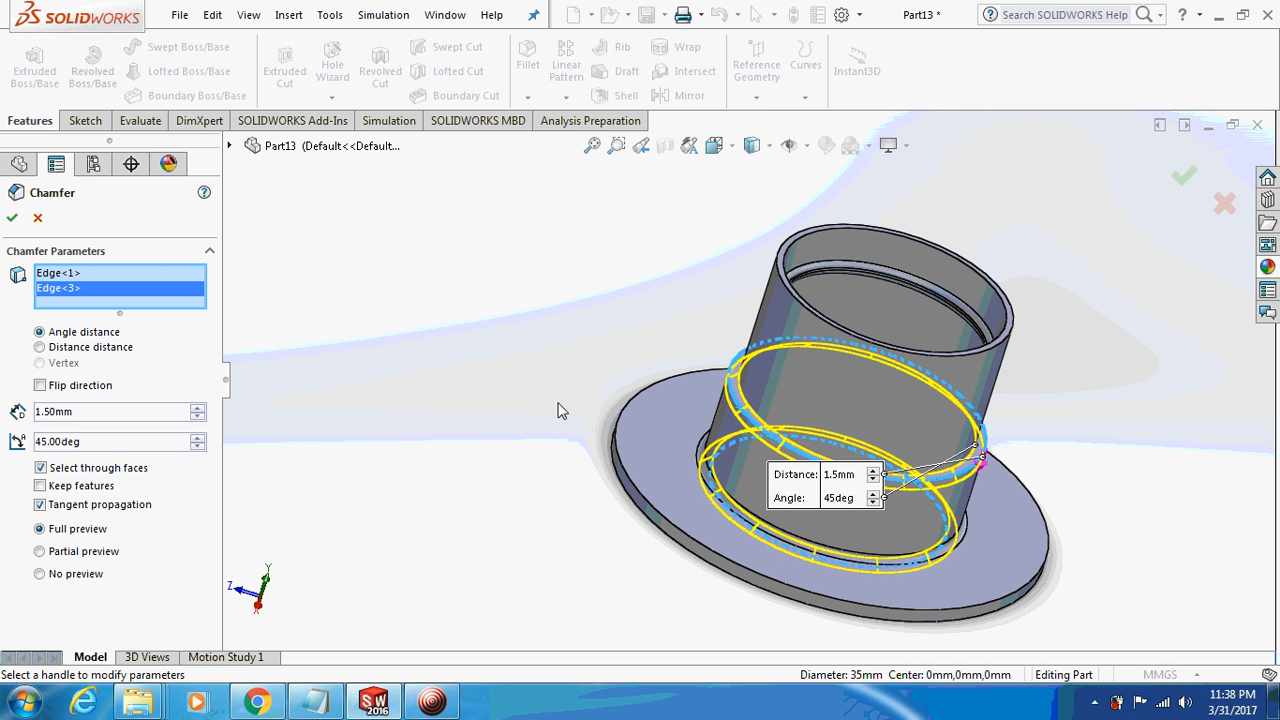 SOLIDWORKS File Edit View Insert Tools Simulation Window Help Part13 * Search SOLIDWORKS Help
Extruded Boss/Base
Revolved Boss/Base
Swept Boss/Base
Lofted Boss/Base
Boundary Boss/Base
Extruded Cut
Hole Wizard
Revolved Cut
Swept Cut
Lofted Cut
Boundary Cut
Fillet
Linear Pattern
Rib
Draft
Shell
Wrap
Intersect
Mirror
Reference Geometry
Curves
Instant3D
Features Sketch Evaluate DimXpert SOLIDWORKS Add-Ins Simulation SOLIDWORKS MBD Analysis Preparation
Part13 (Default<<Default...
Chamfer
Chamfer Parameters
Edge<1>
Edge<3>
Angle distance
Distance distance
Vertex
Flip direction
1.50mm
45.00deg
Select through faces
Keep features
Tangent propagation
Full preview
Partial preview
No preview
Distance: 1.5mm
Angle: 45deg
Y
Z
X
Model 3D Views Motion Study 1
Select a handle to modify parameters Diameter: 35mm Center: 0mm,0mm,0mm Editing Part MMGS
SW
2016
11:38 PM
3/31/2017